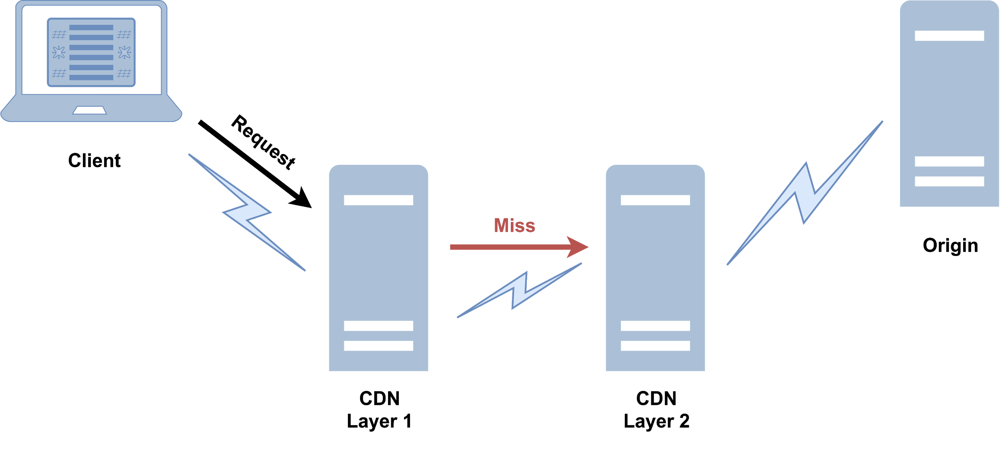 Client
Request
Miss
Origin
CDN
Layer 1
CDN
Layer 2